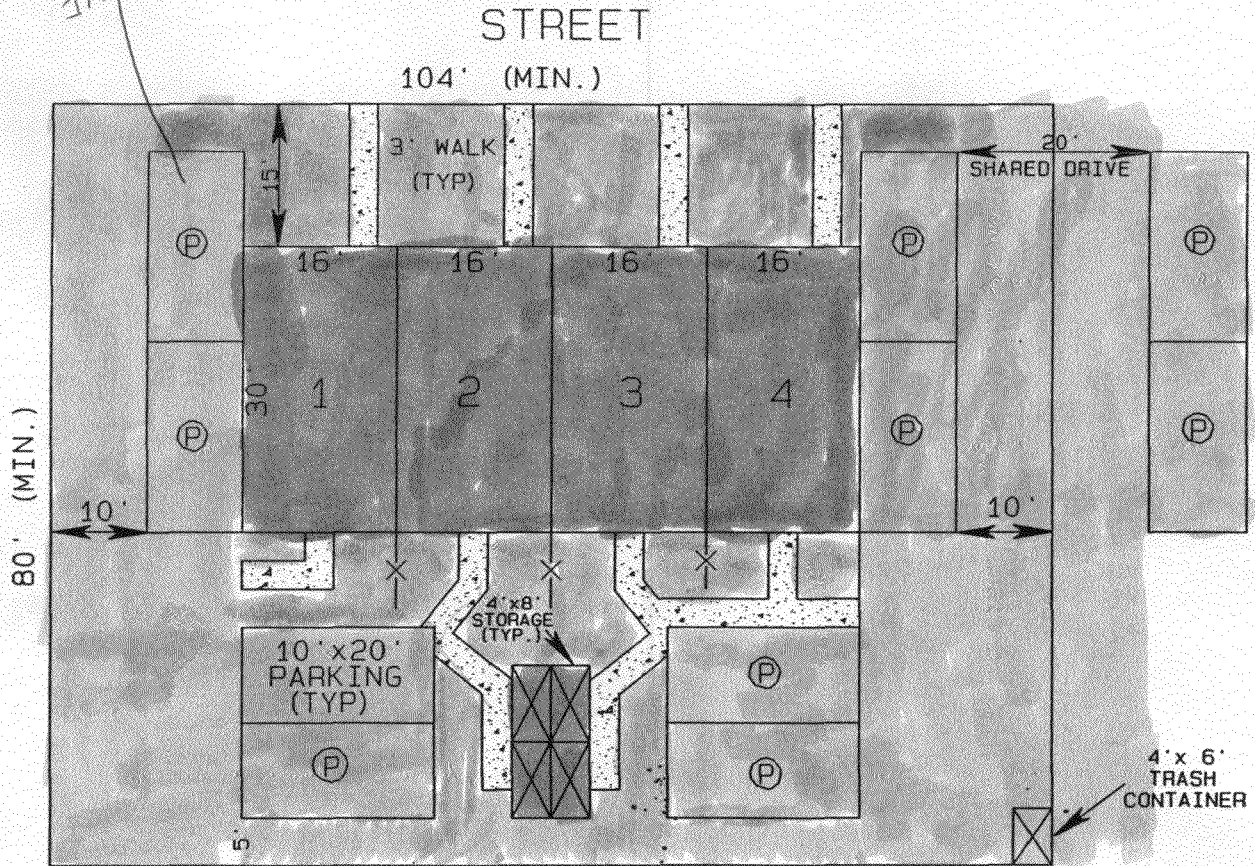 STREET
104' (MIN.)
3' WALK
(TYP)
15'
20'
SHARED DRIVE
P
P
P
16' 16' 16' 16'
30'
1 2 3 4
80' (MIN.)
P
P
P
10'
10'
4'x8'
STORAGE
(TYP.)
10'x20'
PARKING
(TYP)
P
P
P
5'
4'x 6'
TRASH
CONTAINER